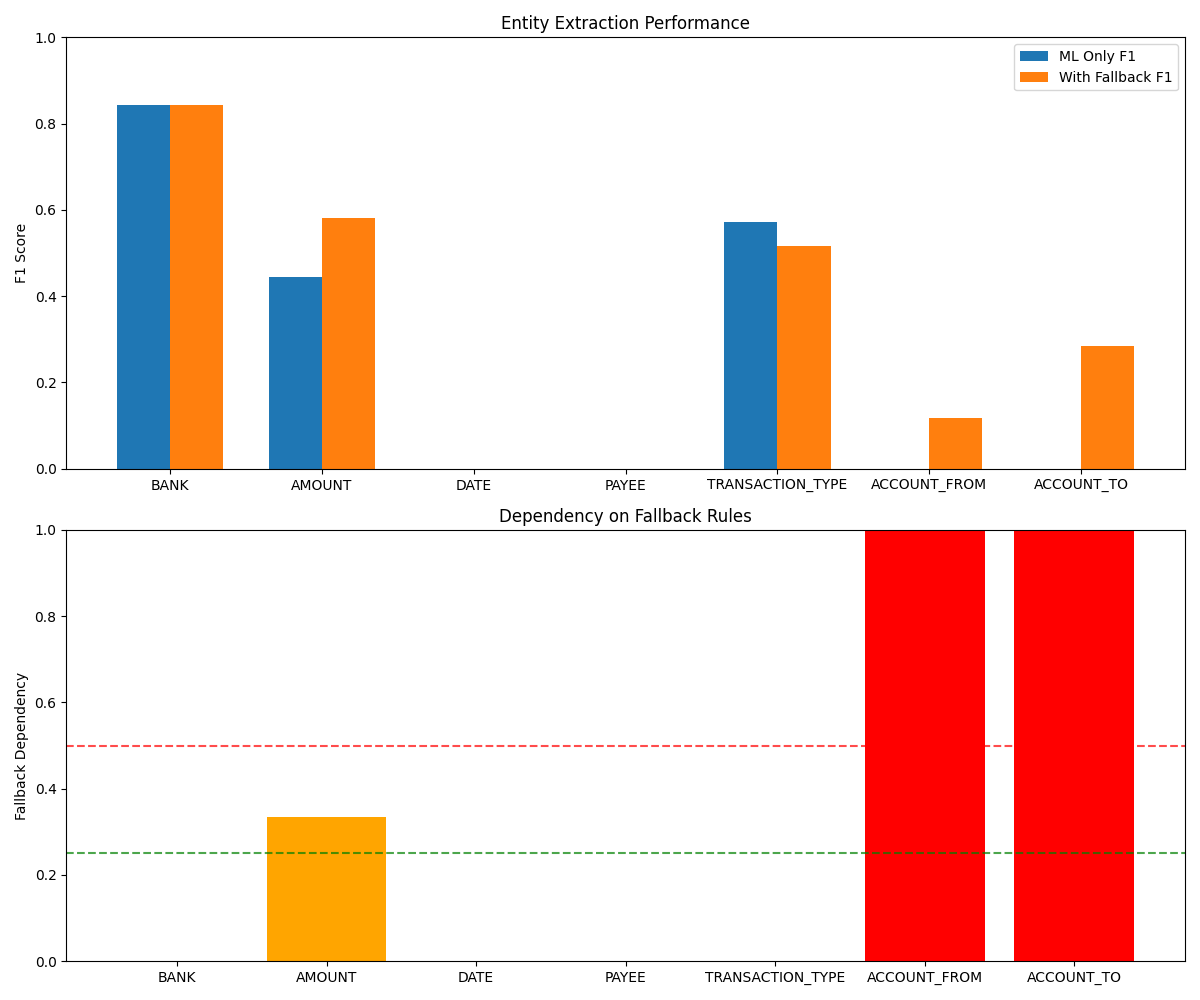 Entity Extraction Performance
ML Only F1
With Fallback F1
F1 Score
1.0
0.8
0.6
0.4
0.2
0.0
BANK AMOUNT DATE PAYEE TRANSACTION_TYPE ACCOUNT_FROM ACCOUNT_TO
Dependency on Fallback Rules
Fallback Dependency
1.0
0.8
0.6
0.4
0.2
0.0
BANK AMOUNT DATE PAYEE TRANSACTION_TYPE ACCOUNT_FROM ACCOUNT_TO